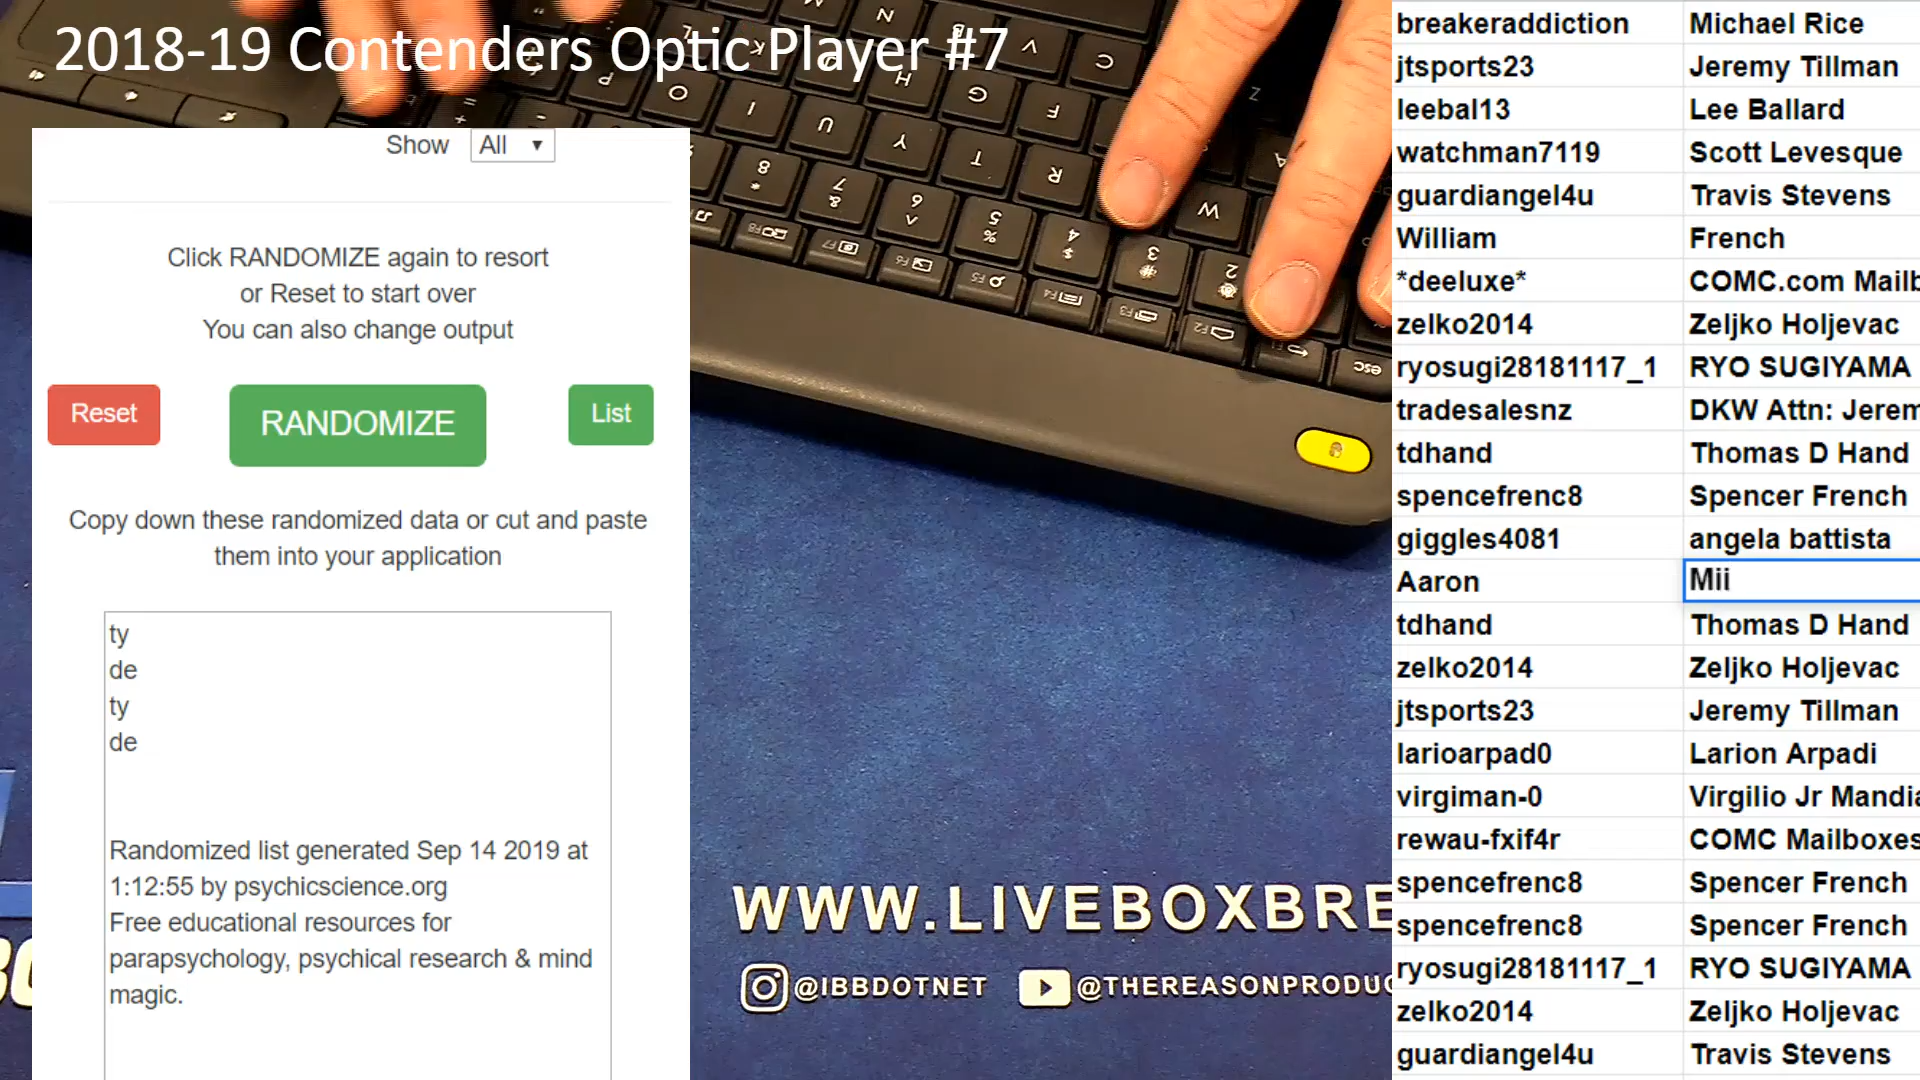 2018-19 Contenders Optic Player #7
Show All
Click RANDOMIZE again to resort
or Reset to start over
You can also change output
Reset
RANDOMIZE
List
Copy down these randomized data or cut and paste
them into your application
ty
de
ty
de
Randomized list generated Sep 14 2019 at
1:12:55 by psychicscience.org
Free educational resources for
parapsychology, psychical research & mind
magic.
WWW.LIVEBOXBRE
@IBBDOTNET @THEREASONPRODUC
breakeraddiction Michael Rice
jtsports23 Jeremy Tillman
leebal13 Lee Ballard
watchman7119 Scott Levesque
guardiangel4u Travis Stevens
William French
*deeluxe* COMC.com Mailb
zelko2014 Zeljko Holjevac
ryosugi28181117_1 RYO SUGIYAMA
tradesalesnz DKW Attn: Jerem
tdhand Thomas D Hand
spencefrenc8 Spencer French
giggles4081 angela battista
Aaron Mii
tdhand Thomas D Hand
zelko2014 Zeljko Holjevac
jtsports23 Jeremy Tillman
larioarpad0 Larion Arpadi
virgiman-0 Virgilio Jr Mandia
rewau-fxif4r COMC Mailboxes
spencefrenc8 Spencer French
spencefrenc8 Spencer French
ryosugi28181117_1 RYO SUGIYAMA
zelko2014 Zeljko Holjevac
guardiangel4u Travis Stevens